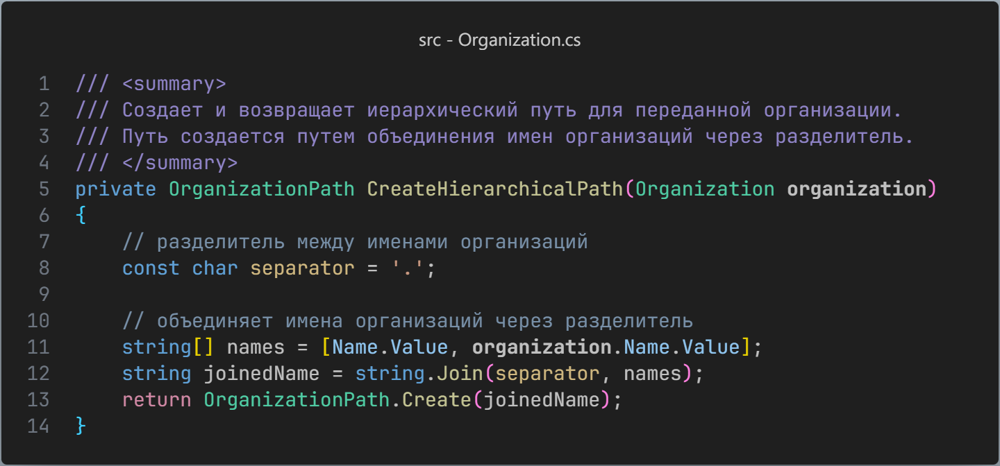 src - Organization.cs
1 /// <summary>
2 /// Создает и возвращает иерархический путь для переданной организации.
3 /// Путь создается путем объединения имен организаций через разделитель.
4 /// </summary>
5 private OrganizationPath CreateHierarchicalPath(Organization organization)
6 {
7     // разделитель между именами организаций
8     const char separator = '.';
9
10     // объединяет имена организаций через разделитель
11     string[] names = [Name.Value, organization.Name.Value];
12     string joinedName = string.Join(separator, names);
13     return OrganizationPath.Create(joinedName);
14 }